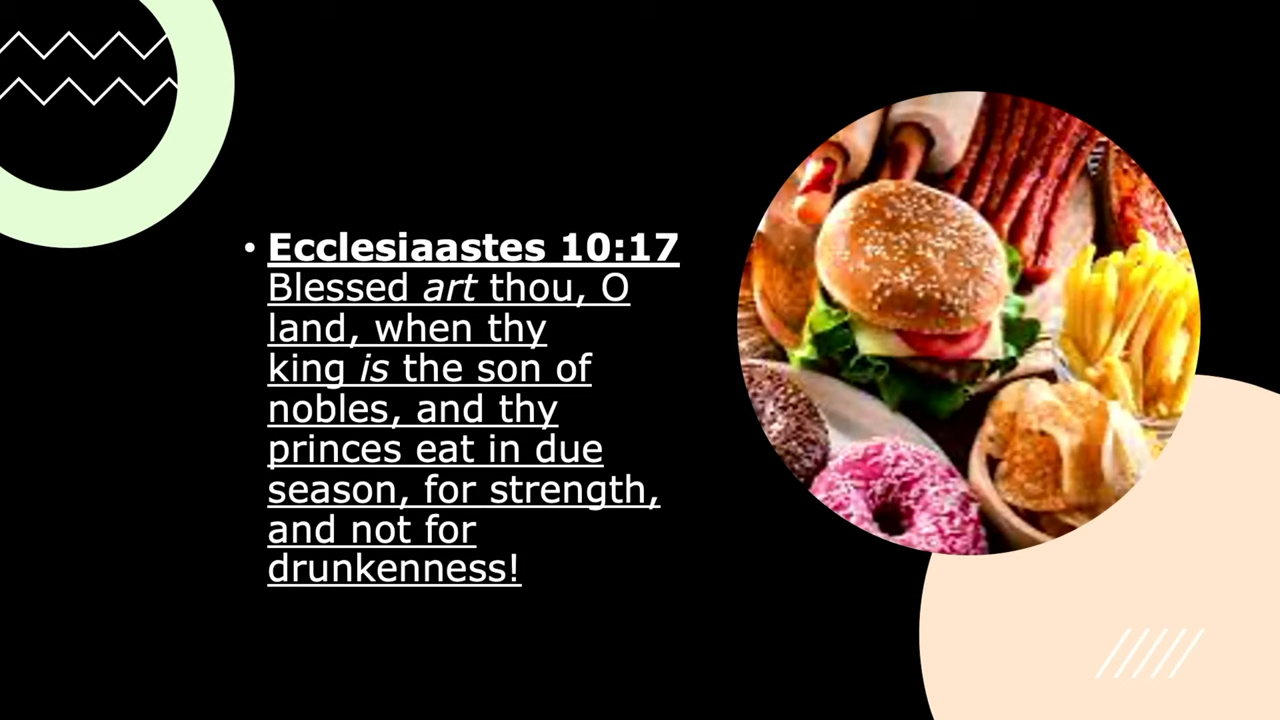 • Ecclesiaastes 10:17
Blessed art thou, O
land, when thy
king is the son of
nobles, and thy
princes eat in due
season, for strength,
and not for
drunkenness!